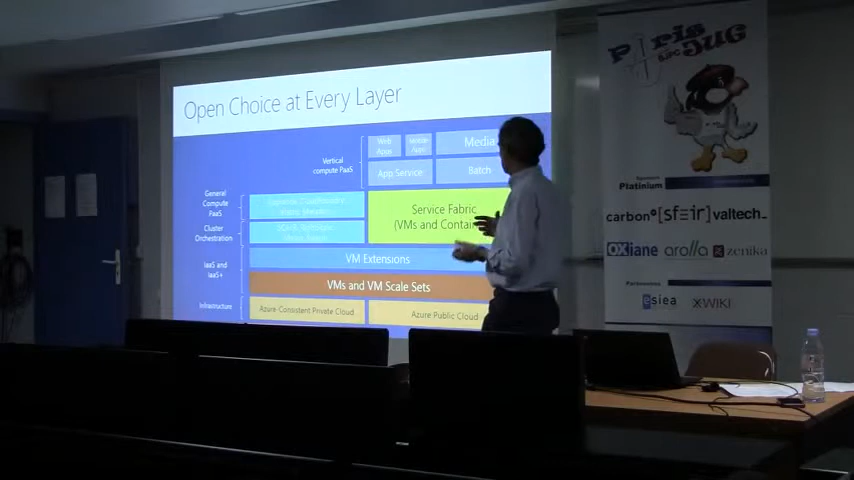 Open Choice at Every Layer
Vertical
compute PaaS
Web
Apps
Mobile
Apps
Media
App Service
Batch
General
Compute
PaaS
Cluster
Orchestration
Service Fabric
(VMs and Contain
IaaS and
IaaS+
VM Extensions
VMs and VM Scale Sets
Infrastructure
Azure-Consistent Private Cloud
Azure Public Cloud
Paris
JUG
Platinium
carbon
[sfeir]
valtech_
OXiane
arolla
zenika
esiea
XWIKI